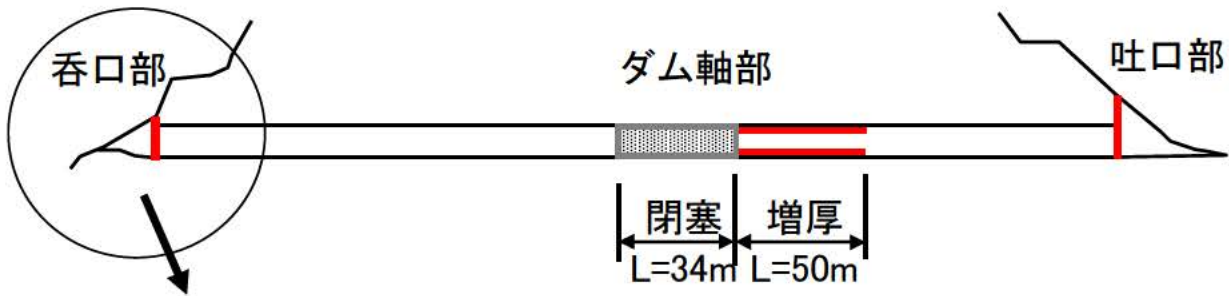 呑口部
ダム軸部
吐口部
閉塞
増厚
L=34m
L=50m